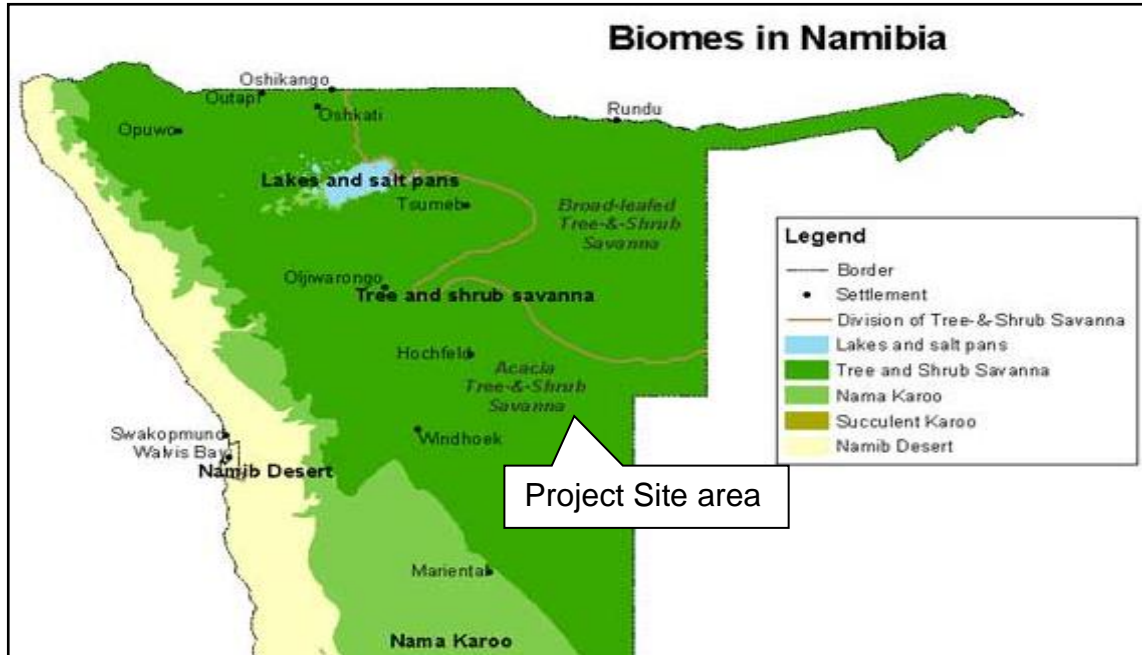 Biomes in Namibia
Oshikango
Outapi
Oshkati
Rundu
Opuwo
Lakes and salt pans
Tsumeb
Broad-leafed
Tree-&-Shrub
Savanna
Legend
Border
Settlement
Division of Tree-&-Shrub Savanna
Lakes and salt pans
Tree and Shrub Savanna
Nama Karoo
Succulent Karoo
Namib Desert
Oljiwarongo
Tree and shrub savanna
Hochfeld
Acacia
Tree-&-Shrub
Savanna
Swakopmund
Walvis Bay
Namib Desert
Windhoek
Project Site area
Mariental
Nama Karoo